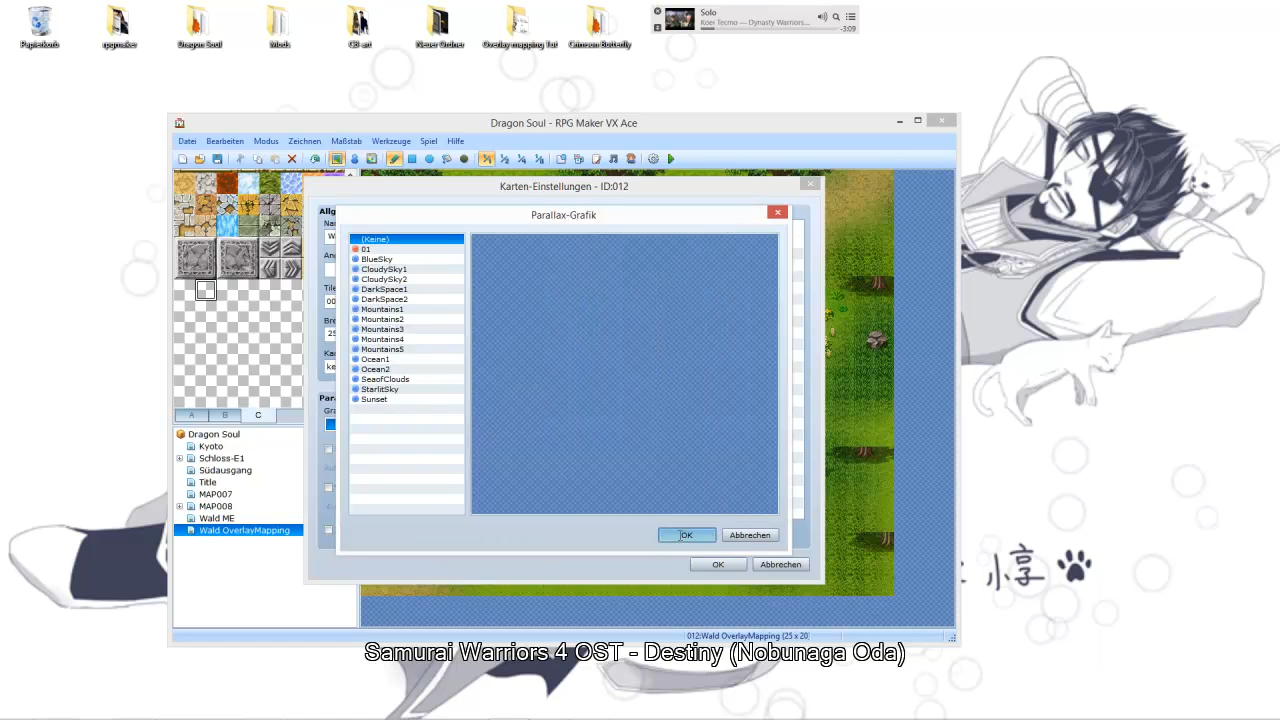 Papierkorb
rpgmaker
Dragon Soul
Mods
CB-art
Neuer Ordner
Overlay mapping Tut
Crimson Butterfly
Solo
Koei Tecmo — Dynasty Warriors...
-3:09
Dragon Soul - RPG Maker VX Ace
Datei Bearbeiten Modus Zeichnen Maßstab Werkzeuge Spiel Hilfe
Karten-Einstellungen - ID:012
Parallax-Grafik
(Keine)
01
BlueSky
CloudySky1
CloudySky2
DarkSpace1
DarkSpace2
Mountains1
Mountains2
Mountains3
Mountains4
Mountains5
Ocean1
Ocean2
SeaofClouds
StarlitSky
Sunset
OK Abbrechen
OK Abbrechen
A B C
Dragon Soul
Kyoto
Schloss-E1
Südausgang
Title
MAP007
MAP008
Wald ME
Wald OverlayMapping
012:Wald OverlayMapping (25 x 20)
小惇
Samurai Warriors 4 OST - Destiny (Nobunaga Oda)